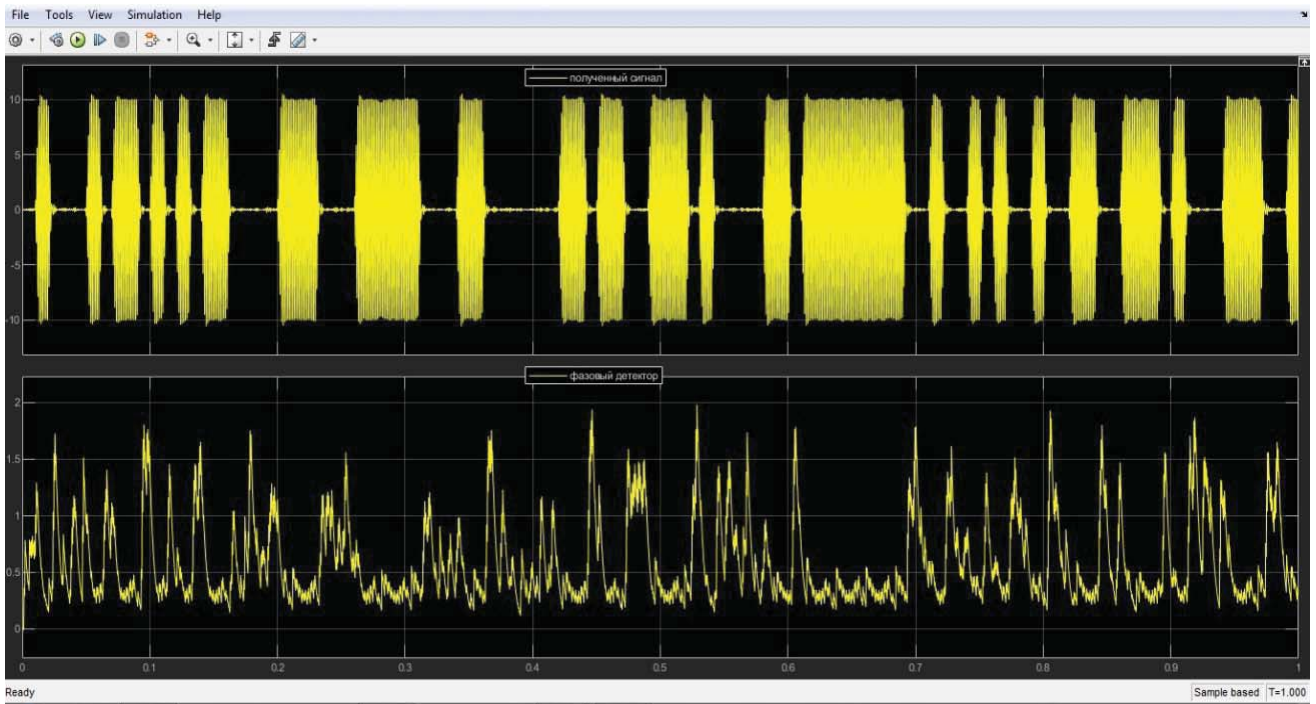 File Tools View Simulation Help
полученный сигнал
10
5
0
-5
-10
фазовый детектор
2
1.5
1
0.5
0
0 0.1 0.2 0.3 0.4 0.5 0.6 0.7 0.8 0.9 1
Ready Sample based T=1.000